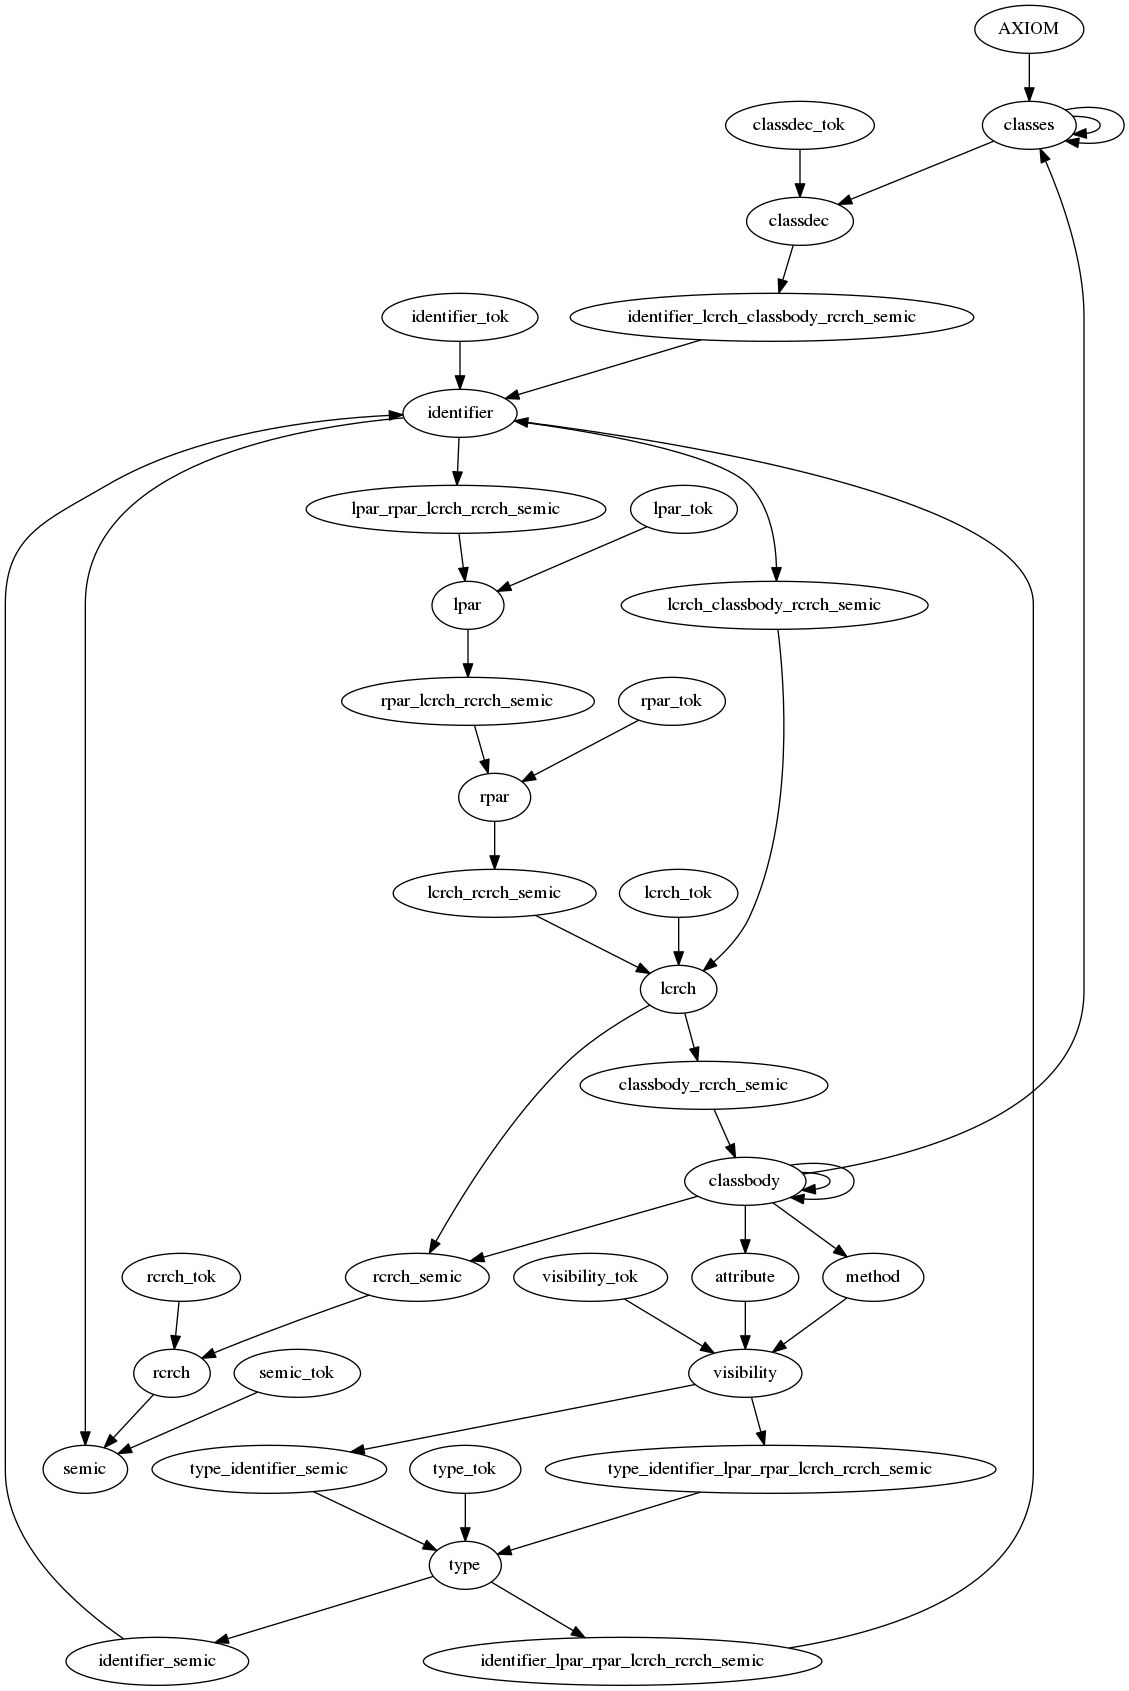 AXIOM
classdec_tok
classes
classdec
identifier_tok
identifier_lcrch_classbody_rcrch_semic
identifier
lpar_rpar_lcrch_rcrch_semic
lpar_tok
lpar
lcrch_classbody_rcrch_semic
rpar_lcrch_rcrch_semic
rpar_tok
rpar
lcrch_rcrch_semic
lcrch_tok
lcrch
classbody_rcrch_semic
classbody
rcrch_tok
rcrch_semic
visibility_tok
attribute
method
rcrch
semic_tok
visibility
semic
type_identifier_semic
type_tok
type_identifier_lpar_rpar_lcrch_rcrch_semic
type
identifier_semic
identifier_lpar_rpar_lcrch_rcrch_semic